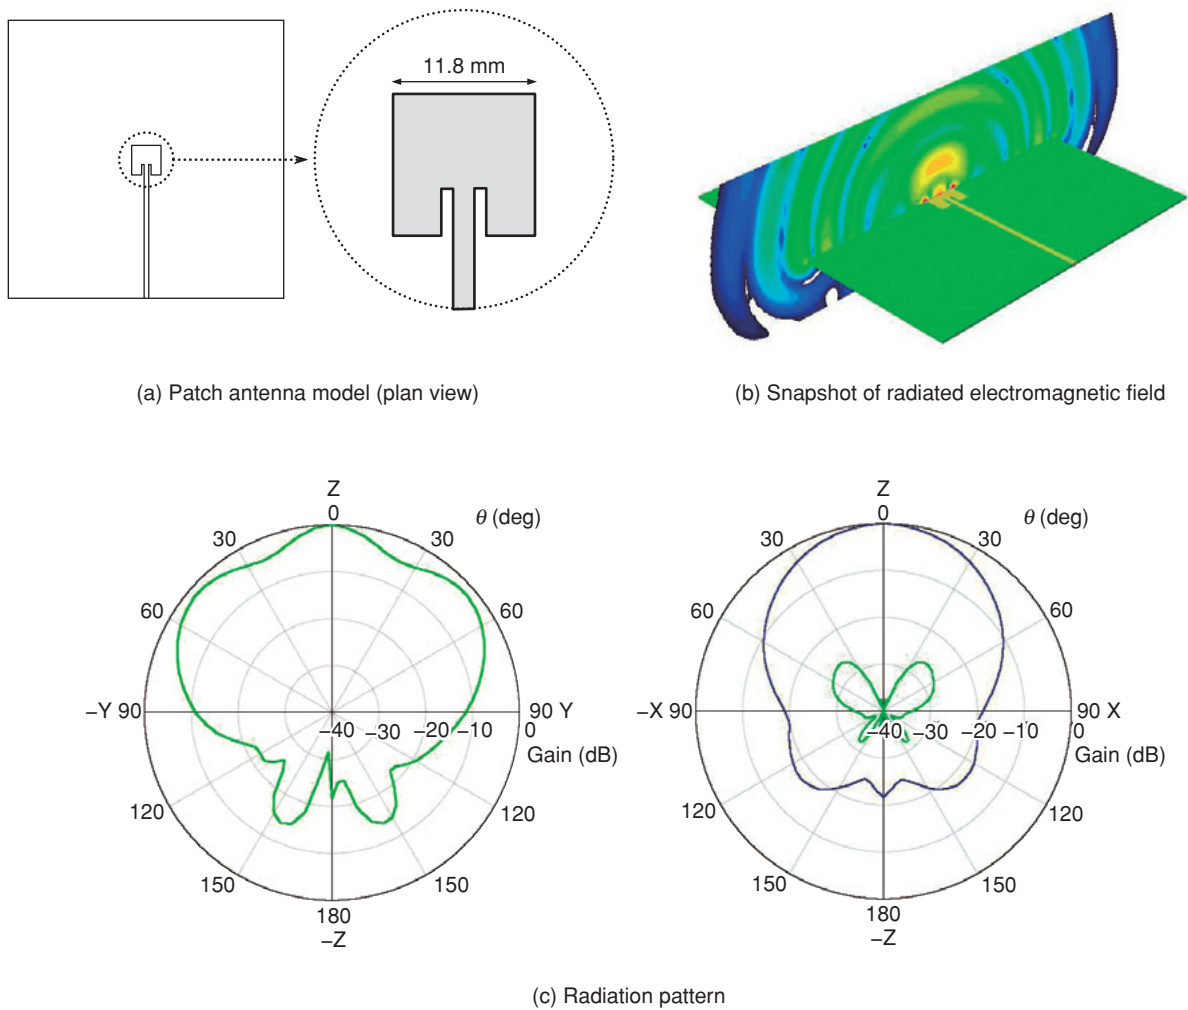 11.8 mm
(a) Patch antenna model (plan view)
(b) Snapshot of radiated electromagnetic field
Z
0
θ (deg)
30
30
60
60
−Y 90
90 Y
−40
−30
−20
−10
0
Gain (dB)
120
120
150
150
180
−Z
Z
0
θ (deg)
30
30
60
60
−X 90
90 X
−40
−30
−20
−10
0
Gain (dB)
120
120
150
150
180
−Z
(c) Radiation pattern